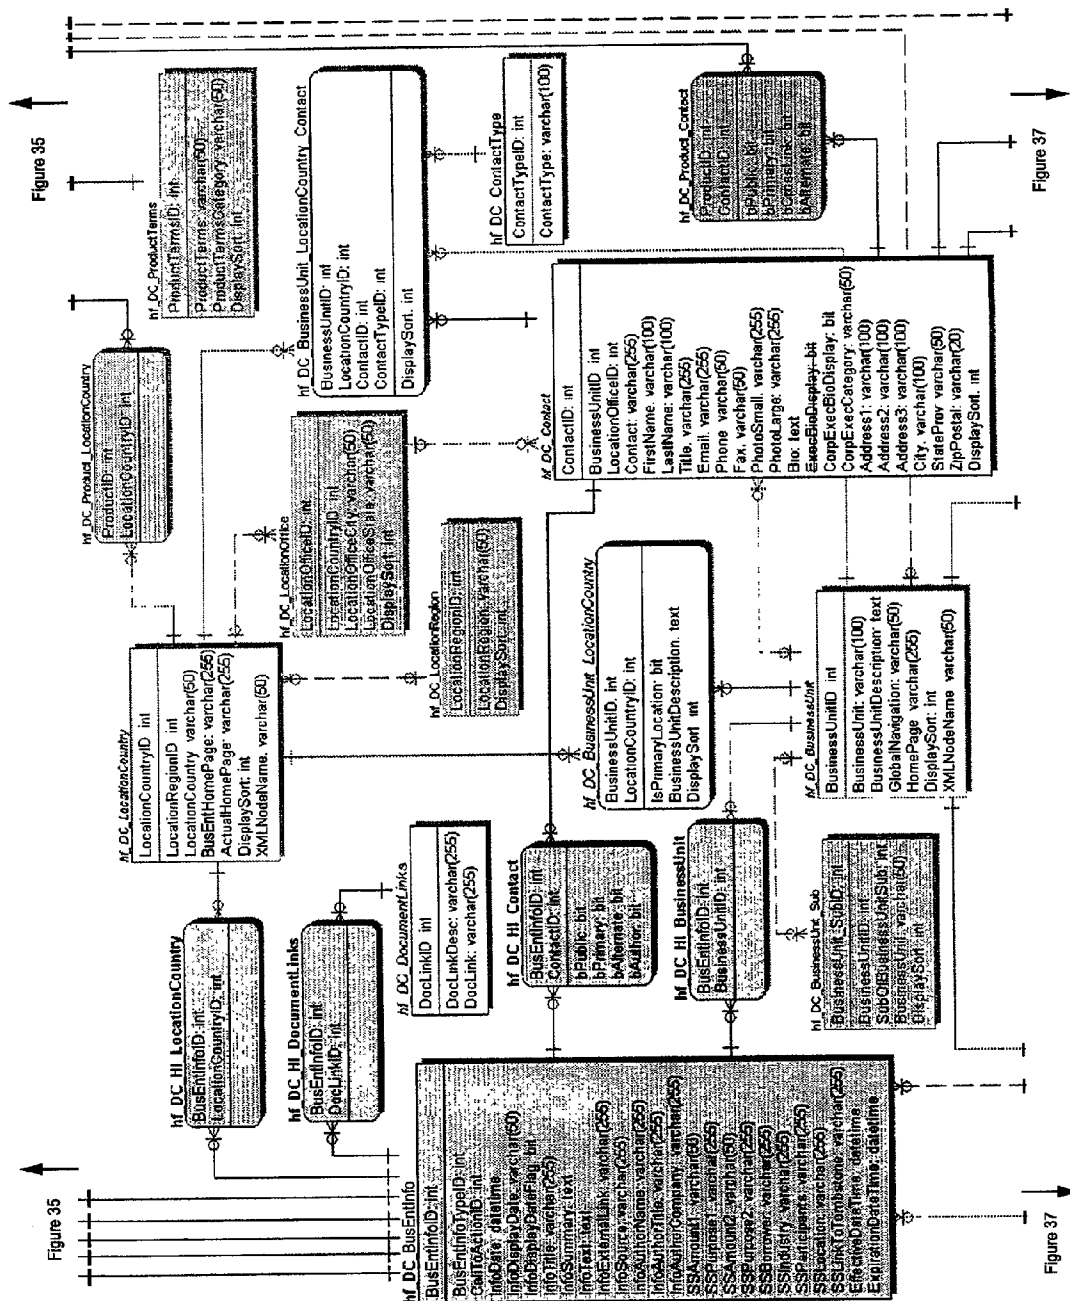 Figure 35
hf_DC_ProductTerms
ProductTermsID: int
ProductTerms: varchar(50)
ProductTermsCategory: varchar(50)
DisplaySort: int
hf_DC_Product_LocationCountry
ProductID: int
LocationCountryID: int
hf_DC_BusinessUnit_LocationCountry_Contact
BusinessUnitID: int
LocationCountryID: int
ContactID: int
ContactTypeID: int
DisplaySort: int
hf_DC_ContactType
ContactTypeID: int
ContactType: varchar(100)
hf_DC_Product_Contact
ProductID: int
ContactID: int
bPublic: bit
bPrimary: bit
bCrossLink: bit
bAlternate: bit
Figure 37
hf_DC_LocationCountry
LocationCountryID: int
LocationRegionID: int
LocationCountry: varchar(50)
BusEntHomePage: varchar(255)
ActualHomePage: varchar(255)
DisplaySort: int
XMLNodeName: varchar(50)
hf_DC_LocationOffice
LocationOfficeID: int
LocationCountryID: int
LocationOfficeCity: varchar(50)
LocationOfficeState: varchar(50)
DisplaySort: int
hf_DC_LocationRegion
LocationRegionID: int
LocationRegion: varchar(50)
DisplaySort: int
hf_DC_Contact
ContactID: int
BusinessUnitID: int
LocationOfficeID: int
Contact: varchar(255)
FirstName: varchar(100)
LastName: varchar(100)
Title: varchar(255)
Email: varchar(255)
Phone: varchar(50)
Fax: varchar(50)
PhotoSmall: varchar(255)
PhotoLarge: varchar(255)
Bio: text
ExecBioDisplay: bit
CorpExecBioDisplay: bit
CorpExecCategory: varchar(50)
Address1: varchar(100)
Address2: varchar(100)
Address3: varchar(100)
City: varchar(100)
StateProv: varchar(50)
ZipPostal: varchar(20)
DisplaySort: int
hf_DC_BusinessUnit_LocationCountry
BusinessUnitID: int
LocationCountryID: int
IsPrimaryLocation: bit
BusinessUnitDescription: text
DisplaySort: int
hf_DC_BusinessUnit
BusinessUnitID: int
BusinessUnit: varchar(100)
BusinessUnitDescription: text
GlobalNavigation: varchar(50)
HomePage: varchar(50)
DisplaySort: int
XMLNodeName: varchar(50)
hf_DC_HI_LocationCountry
BusEntInfoID: int
LocationCountryID: int
hf_DC_HI_DocumentLinks
BusEntInfoID: int
DocLinkID: int
hf_DC_DocumentLinks
DocLinkID: int
DocLinkDesc: varchar(255)
DocLink: varchar(255)
hf_DC_HI_Contact
BusEntInfoID: int
ContactID: int
bPublic: bit
bPrimary: bit
bAlternate: bit
bAuthor: bit
hf_DC_HI_BusinessUnit
BusEntInfoID: int
BusinessUnitID: int
hf_DC_BusinessUnit_Sub
BusinessUnit_SubID: int
BusinessUnitID: int
SubOfBusinessUnitSub: int
BusinessUnit: varchar(50)
DisplaySort: int
Figure 35
hf_DC_BusEntInfo
BusEntInfoID: int
BusEntInfoTypeID: int
CallToActionID: int
InfoDate: datetime
InfoDisplayDate: varchar(50)
InfoDisplayDateFlag: bit
InfoTitle: varchar(255)
InfoSummary: text
InfoText: text
InfoExternalLink: varchar(255)
InfoSource: varchar(255)
InfoAuthorName: varchar(255)
InfoAuthorTitle: varchar(255)
InfoAuthorCompany: varchar(255)
SSAmount1: varchar(50)
SSPurpose1: varchar(255)
SSAmount2: varchar(50)
SSPurpose2: varchar(255)
SSBorrower: varchar(255)
SSIndustry: varchar(255)
SSParticipants: varchar(255)
SSLocation: varchar(255)
SSLinkToTombstone: varchar(255)
EffectiveDateTime: datetime
ExpirationDateTime: datetime
Figure 37